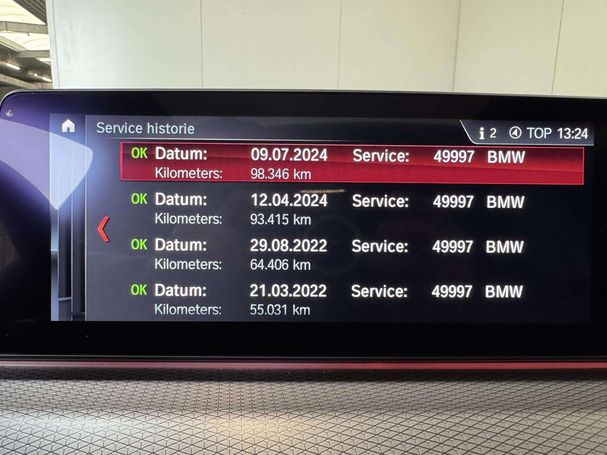 Service historie
2 TOP 13:24
OK Datum: 09.07.2024 Service: 49997 BMW
Kilometers: 98.346 km
OK Datum: 12.04.2024 Service: 49997 BMW
Kilometers: 93.415 km
OK Datum: 29.08.2022 Service: 49997 BMW
Kilometers: 64.406 km
OK Datum: 21.03.2022 Service: 49997 BMW
Kilometers: 55.031 km